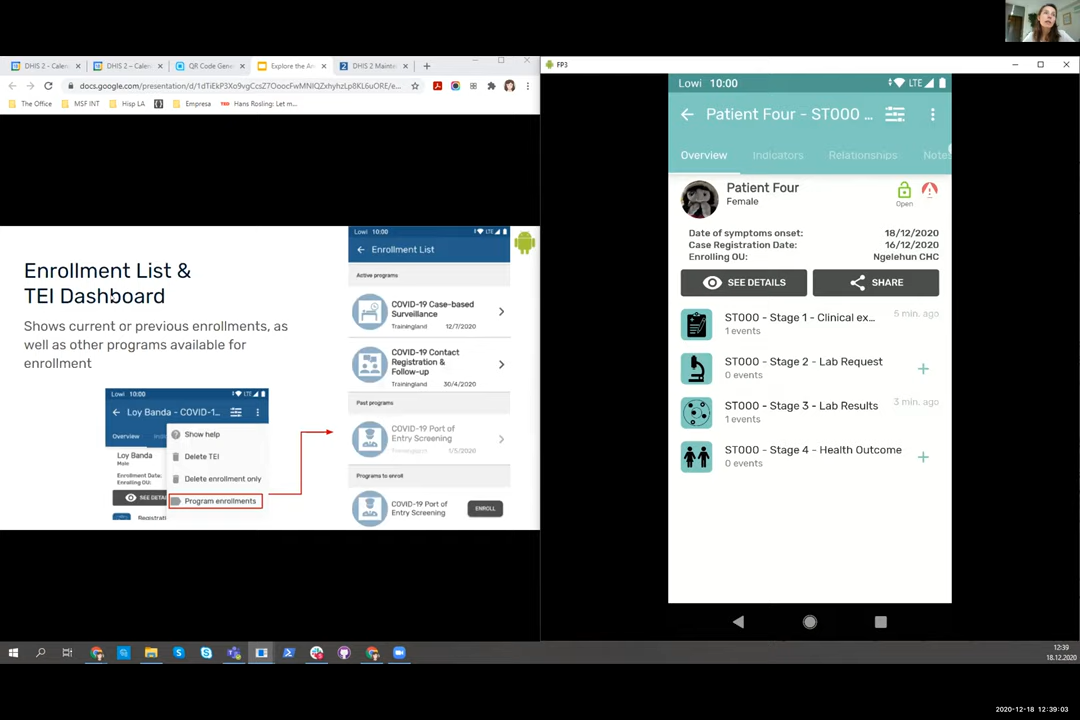 DHIS 2 - Calen
DHIS 2 – Calen
QR Code Gene
Explore the An
DHIS 2 Mainte
docs.google.com/presentation/d/1dTiEkP3Xo9vgCcsZ7OoocFwMNIQZxhyhzLp8KL6uORE/e...
The Office
MSF INT
Hisp LA
Empresa
Hans Rosling: Let m...
Enrollment List &
TEI Dashboard
Shows current or previous enrollments, as
well as other programs available for
enrollment
Lowi 10:00
Loy Banda - COVID-1...
Overview
Show help
Loy Banda
Male
Delete TEI
Enrollment Date:
Enrolling OU:
Delete enrollment only
SEE DETAI
Program enrollments
Registrati
Lowi 10:00
Enrollment List
Active programs
COVID-19 Case-based
Surveillance
Trainingland 12/7/2020
COVID-19 Contact
Registration &
Follow-up
Trainingland 30/4/2020
Past programs
COVID-19 Port of
Entry Screening
Trainingland 1/5/2020
Programs to enroll
COVID-19 Port of
Entry Screening
ENROLL
FP3
Lowi 10:00 LTE
Patient Four - ST000 ...
Overview Indicators Relationships Notes
Patient Four
Female
Open
Date of symptoms onset: 18/12/2020
Case Registration Date: 16/12/2020
Enrolling OU: Ngelehun CHC
SEE DETAILS SHARE
ST000 - Stage 1 - Clinical ex... 5 min. ago
1 events
ST000 - Stage 2 - Lab Request
0 events
ST000 - Stage 3 - Lab Results 3 min. ago
1 events
ST000 - Stage 4 - Health Outcome
0 events
12:39
18.12.2020
2020-12-18 12:39:03